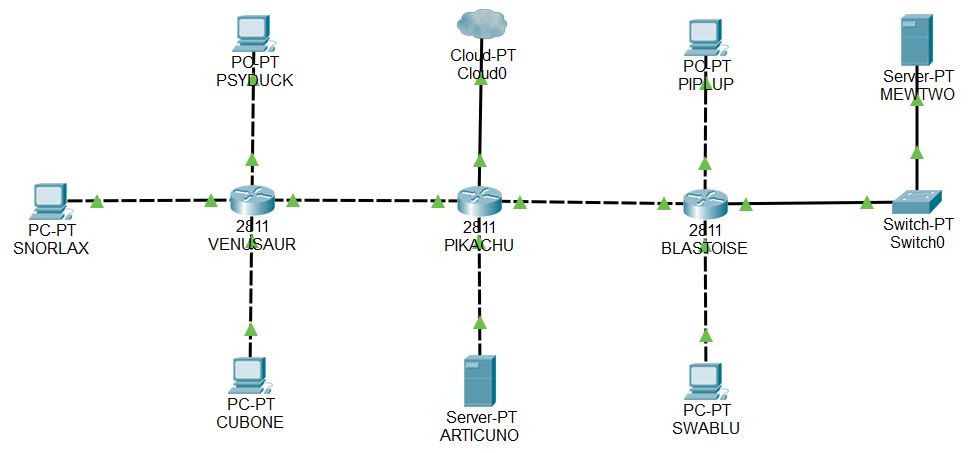 PC-PT
PSYDUCK
Cloud-PT
Cloud0
PC-PT
PIPLUP
Server-PT
MEWTWO
PC-PT
SNORLAX
2811
VENUSAUR
2811
PIKACHU
2811
BLASTOISE
Switch-PT
Switch0
PC-PT
CUBONE
Server-PT
ARTICUNO
PC-PT
SWABLU